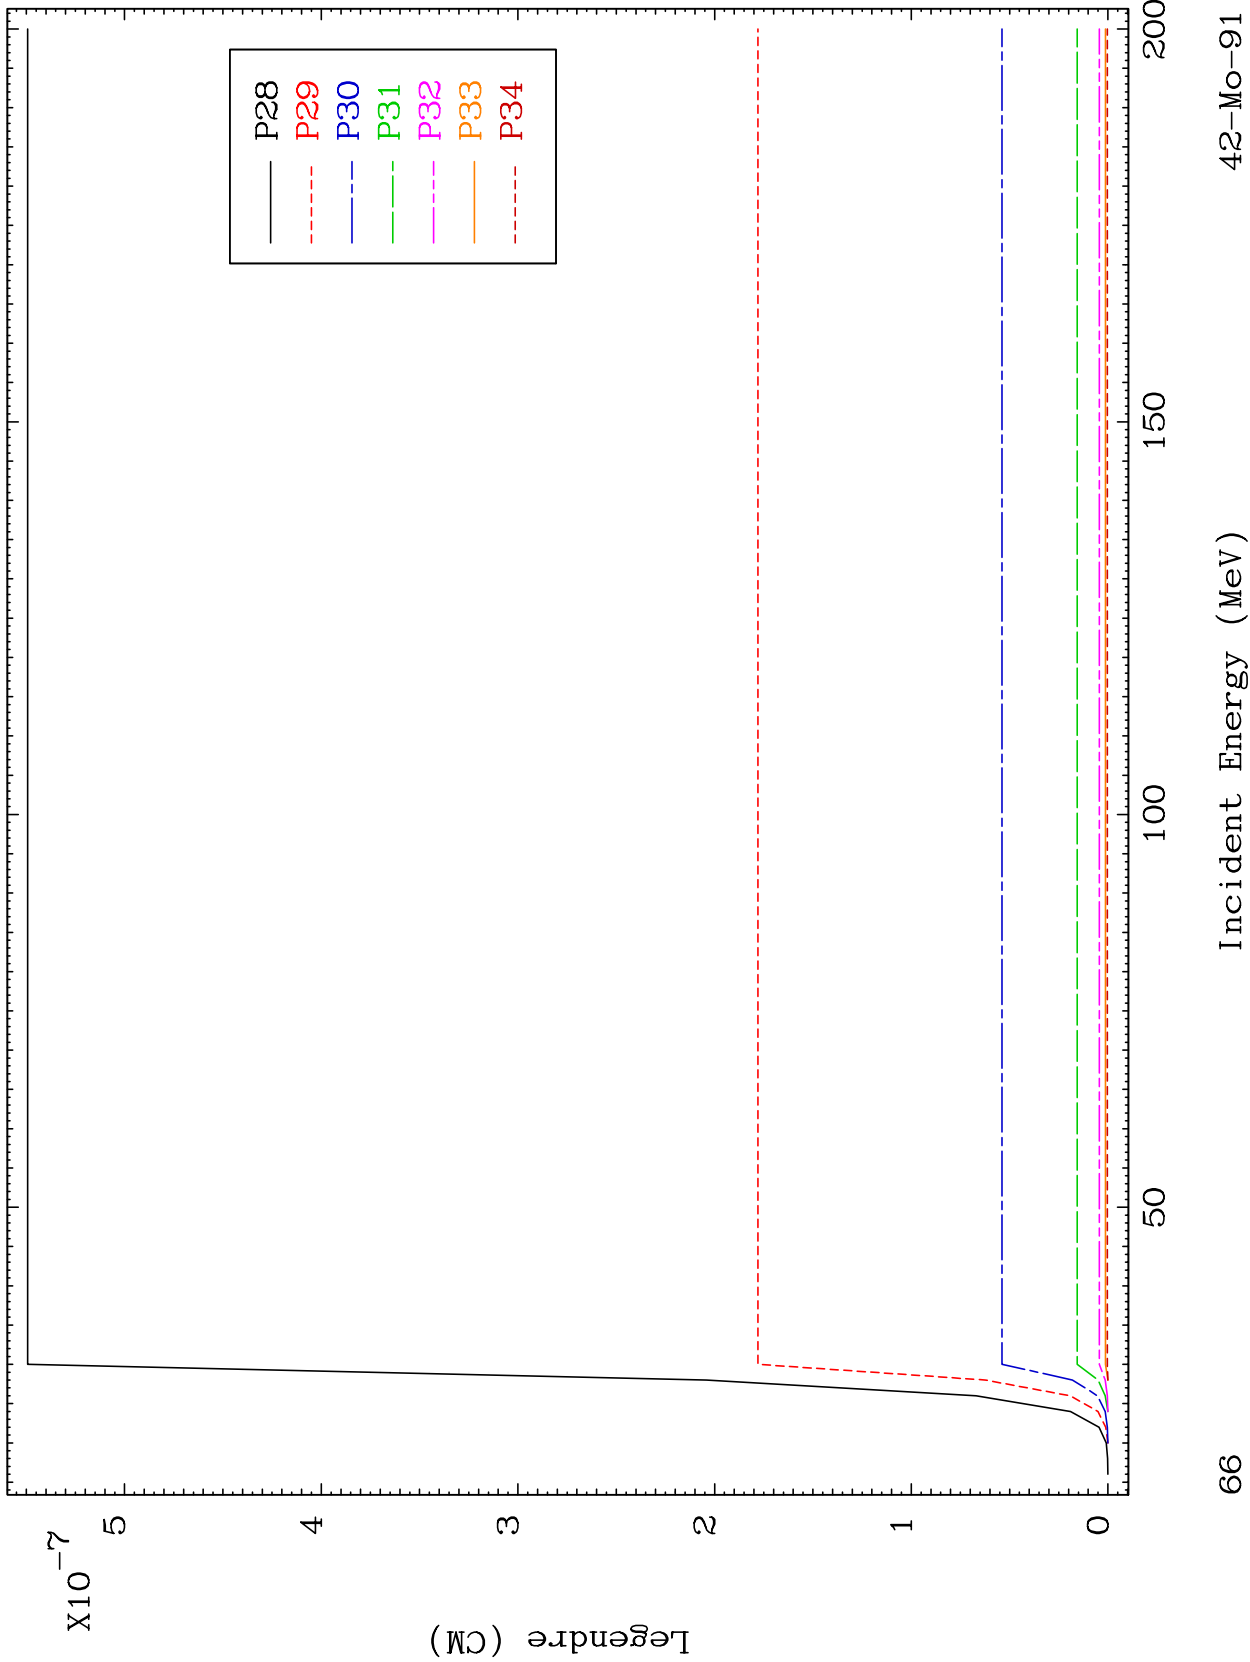 X10-7
5
4
3
2
1
0
Legendre (CM)
P28
P29
P30
P31
P32
P33
P34
50
100
150
200
Incident Energy (MeV)
66
42-Mo-91